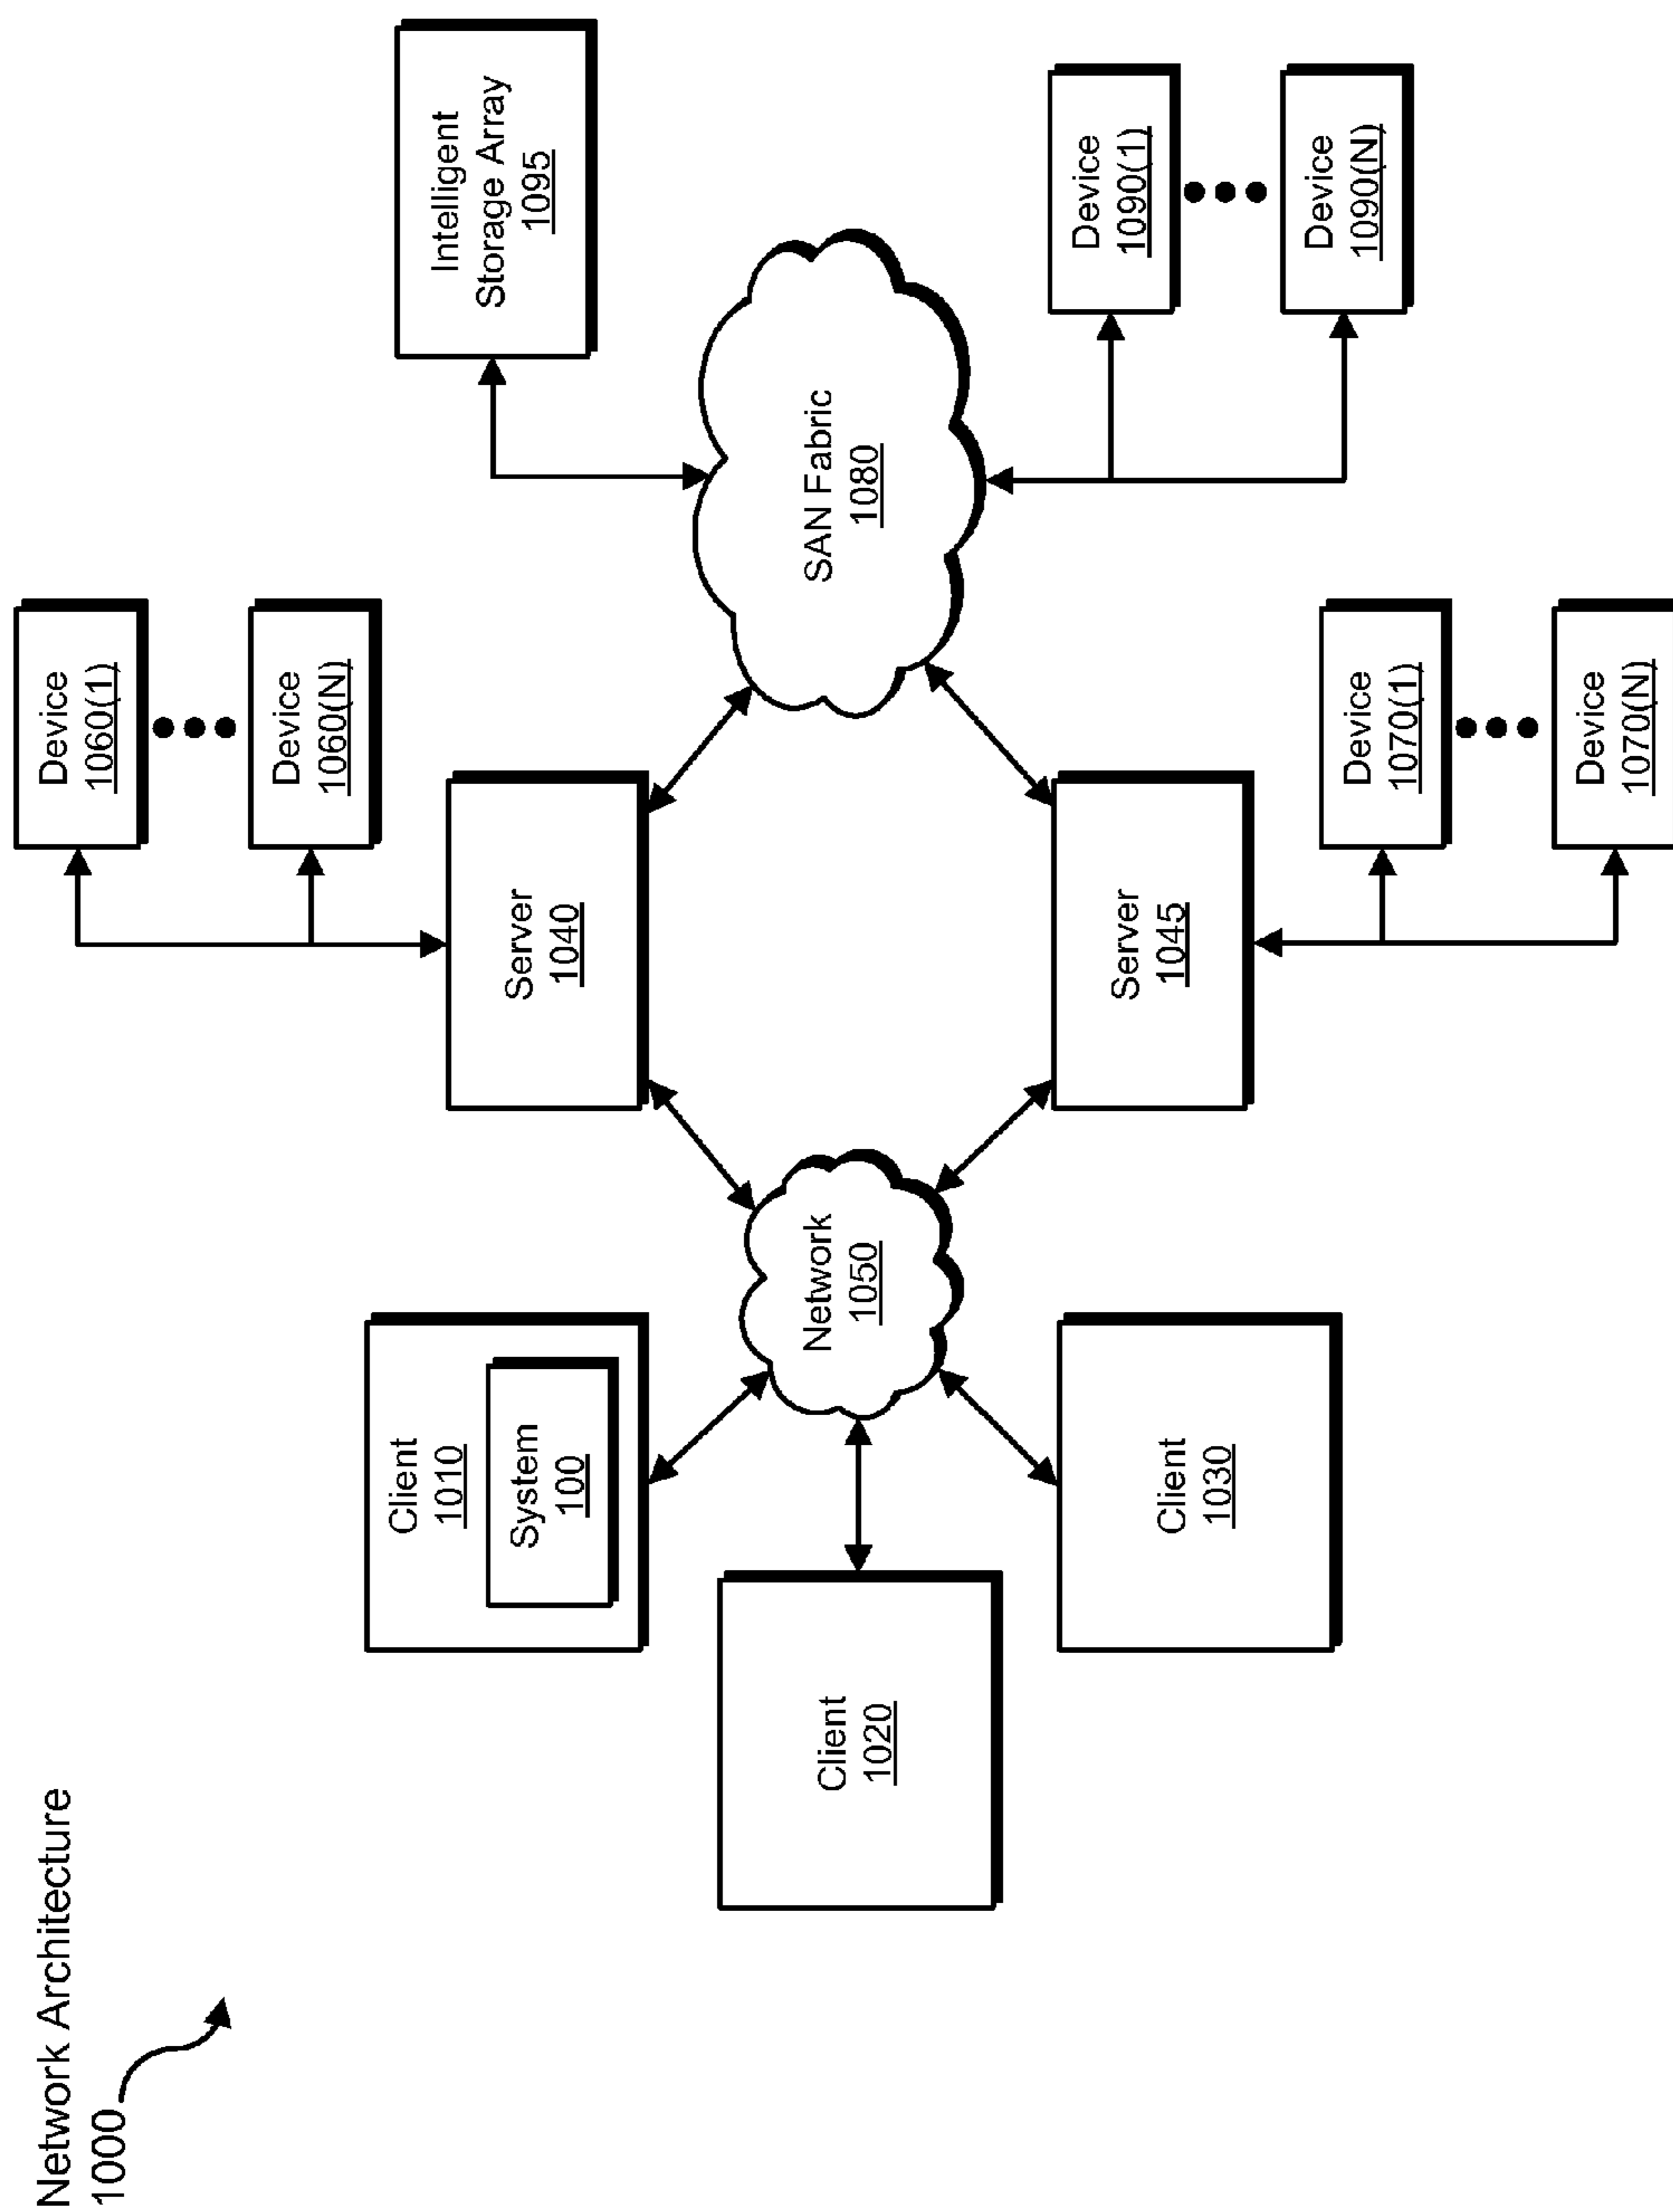 Network Architecture
1000
Client
1010
System
100
Client
1020
Client
1030
Network
1050
Server
1040
Server
1045
Device
1060(1)
Device
1060(N)
Device
1070(1)
Device
1070(N)
SAN Fabric
1080
Intelligent
Storage Array
1095
Device
1090(1)
Device
1090(N)